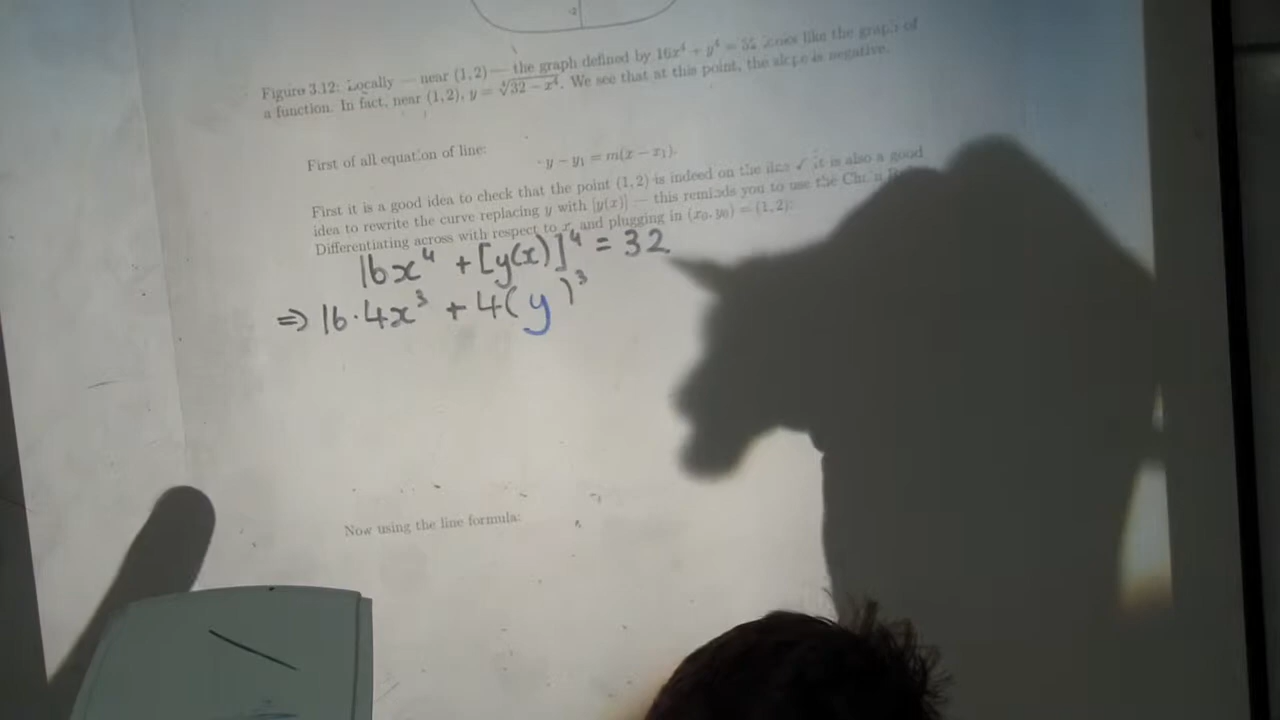 -2
Figure 3.12: Locally — near (1, 2) — the graph defined by 16x⁴ + y⁴ = 32 looks like the graph of
a function. In fact, near (1, 2), y = ∜32 − x⁴. We see that at this point, the slope is negative.
First of all equation of line:
y − y₁ = m(x − x₁).
First it is a good idea to check that the point (1, 2) is indeed on the it is also a good
idea to rewrite the curve replacing y with [y(x)] — this reminds you to use the Chain
Differentiating across with respect to x and plugging in (x₀, y₀) = (1, 2):
16x⁴ + [y(x)]⁴ = 32
⇒ 16·4x³ + 4( y )³
Now using the line formula: